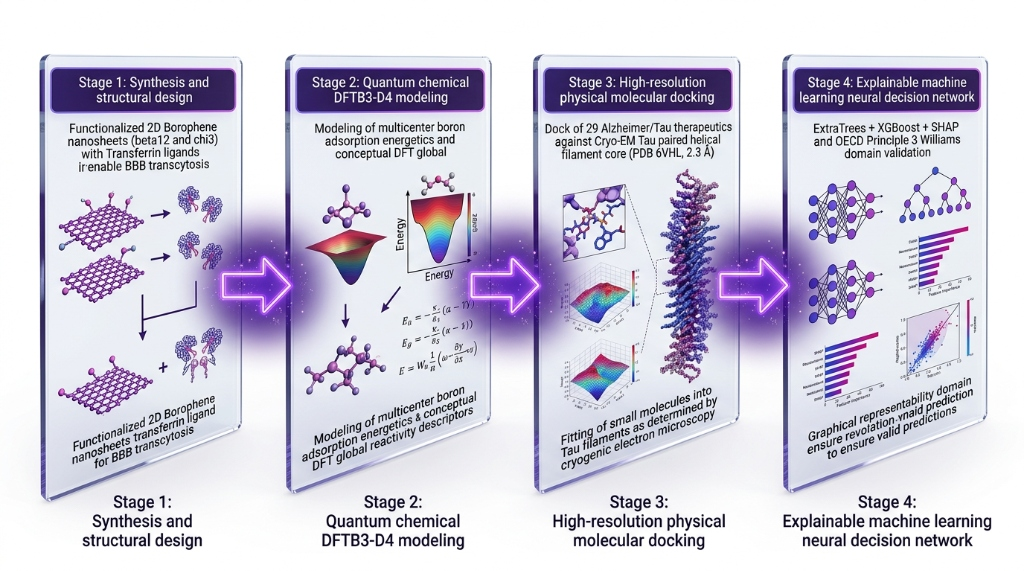 Stage 1: Synthesis and
structural design
Functionalized 2D Borophene
nanosheets (beta12 and chi3)
with Transferrin ligands
BBB transcytosis
+
Functionalized 2D Borophene
nanosheets transferrin ligand
for BBB transcytosis
Stage 1:
Synthesis and
structural design
Stage 2: Quantum chemical
DFTB3-D4 modeling
Modeling of multicenter boron
adsorption energetics and
conceptual DFT global
Energy
Energy
Modeling of multicenter boron
adsorption energetics & conceptual
DFT global reactivity descriptors
Stage 2:
Quantum chemical
DFTB3-D4 modeling
Stage 3: High-resolution
physical molecular docking
Dock of 29 Alzheimer/Tau therapeutics
against Cryo-EM Tau paired helical
filament core (PDB 6VHL, 2.3 Å)
Fitting of small molecules into
Tau filaments as determined by
cryogenic electron microscopy
Stage 3:
High-resolution physical
molecular docking
Stage 4: Explainable machine
learning neural decision network
ExtraTrees + XGBoost + SHAP
and OECD Principle 3 Williams
domain validation
Feature Importance
Graphical representability domain
ensure revolation-vnaid prediction
to ensure valid predictions
Stage 4:
Explainable machine learning
neural decision network